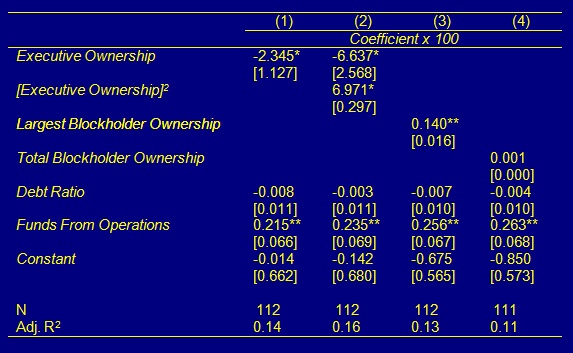 (1) (2) (3) (4)
Coefficient x 100
Executive Ownership -2.345* -6.637*
[1.127] [2.568]
[Executive Ownership]² 6.971*
[0.297]
Largest Blockholder Ownership 0.140**
[0.016]
Total Blockholder Ownership 0.001
[0.000]
Debt Ratio -0.008 -0.003 -0.007 -0.004
[0.011] [0.011] [0.010] [0.010]
Funds From Operations 0.215** 0.235** 0.256** 0.263**
[0.066] [0.069] [0.067] [0.068]
Constant -0.014 -0.142 -0.675 -0.850
[0.662] [0.680] [0.565] [0.573]
N 112 112 112 111
Adj. R² 0.14 0.16 0.13 0.11